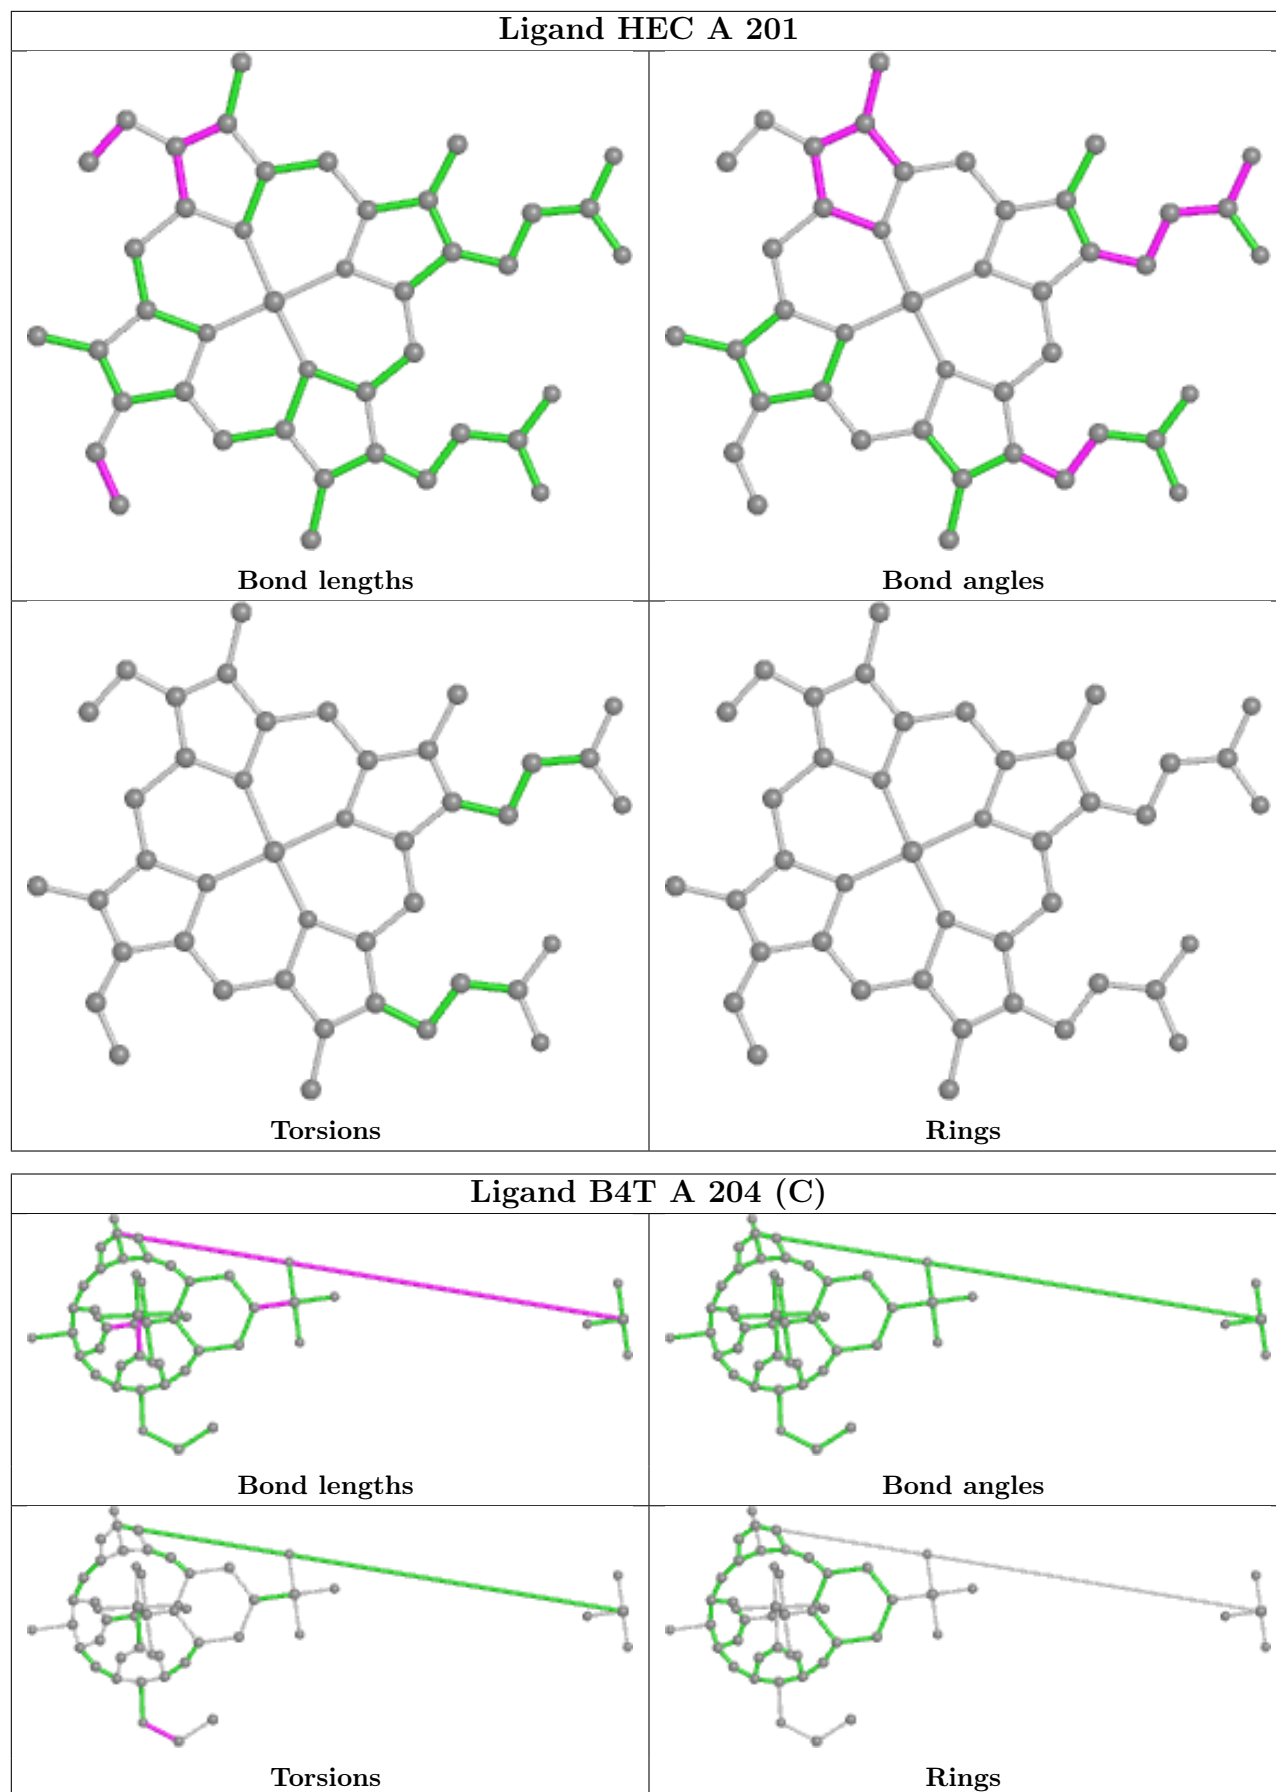 Ligand HEC A 201
Bond lengths
Bond angles
Torsions
Rings
Ligand B4T A 204 (C)
Bond lengths
Bond angles
Torsions
Rings